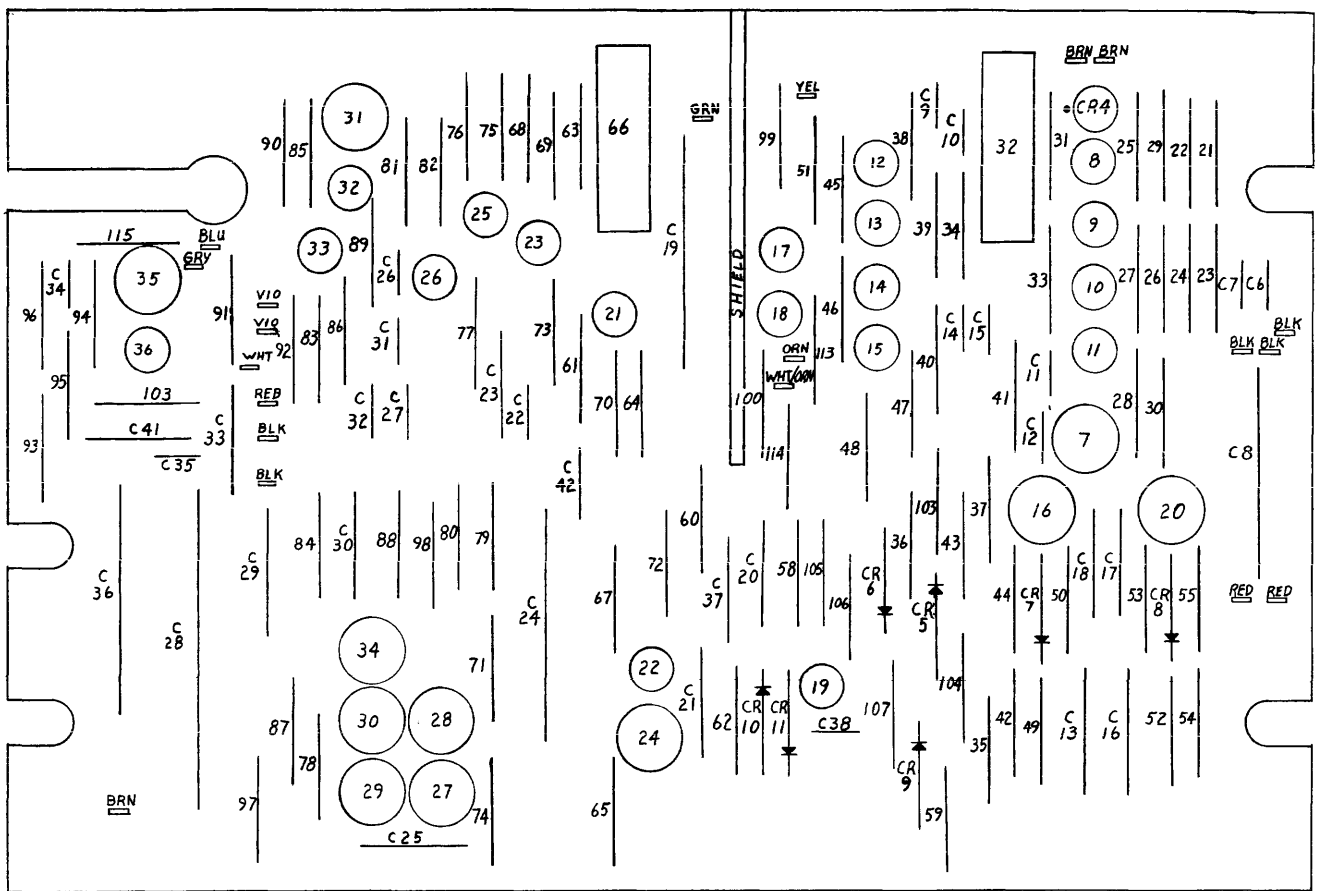 BRN BRN
90 85 31 81 82 76 75 68 69 63 66 GRN YEL 99 51 45 12 38 C 9 C 10 32 31 CR4 8 25 29 22 21
32 25 23 C 19 SHIELD 17 13 39 34 9
115 BLU GRY 33 89 C 26 26
C 34 96 94 35 91 VIO VIO 92 83 86 C 31 77 73 21 18 46 14 33 10 27 26 24 23 C7 C6
36 WHT 95 C 23 61 ORN 113 15 40 C 14 C 15 C 11 11 BLK BLK BLK
103 REB C 32 C 27 C 22 70 64 100 WHT/ORN 47 41 28 30
C41 C 33 BLK 93 C 12 7
C35 BLK C 42 114 48 C8
103 37 16 20
C 36 C 29 84 C 30 88 98 80 79 72 60 C 20 58 105 36 43 C 18 C 17
C 28 C 24 67 C 37 106 CR 6 CR 5 44 CR 7 50 53 CR 8 55 RED RED
34 71 22 19 104
87 30 28 24 C 21 62 CR 10 CR 11 C38 107 42 49 C 13 C 16 52 54
78 35
BRN 97 29 27 74 65 CR 9 59
C25